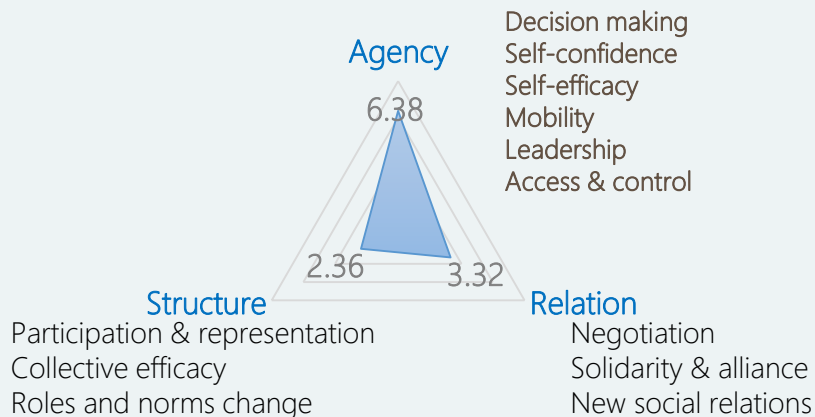 Agency
Decision making
Self-confidence
Self-efficacy
Mobility
Leadership
Access & control
6.38
2.36
3.32
Structure
Participation & representation
Collective efficacy
Roles and norms change
Relation
Negotiation
Solidarity & alliance
New social relations